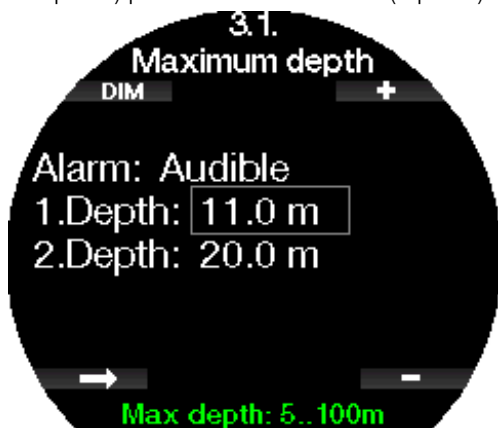 3.1.
Maximum depth
DIM +
Alarm: Audible
1.Depth: 11.0 m
2.Depth: 20.0 m
➡ -
Max depth: 5..100m